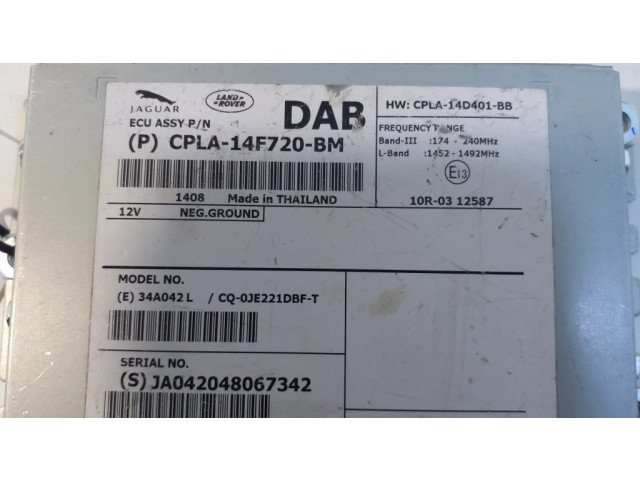 JAGUAR
LAND ROVER
DAB
HW: CPLA-14D401-BB
ECU ASSY P/N
(P) CPLA-14F720-BM
FREQUENCY RANGE
Band-III :174 - 240MHz
L-Band :1452 - 1492MHz
E13
10R-03 12587
1408 Made in THAILAND
12V NEG.GROUND
MODEL NO.
(E) 34A042L / CQ-0JE221DBF-T
SERIAL NO.
(S) JA042048067342